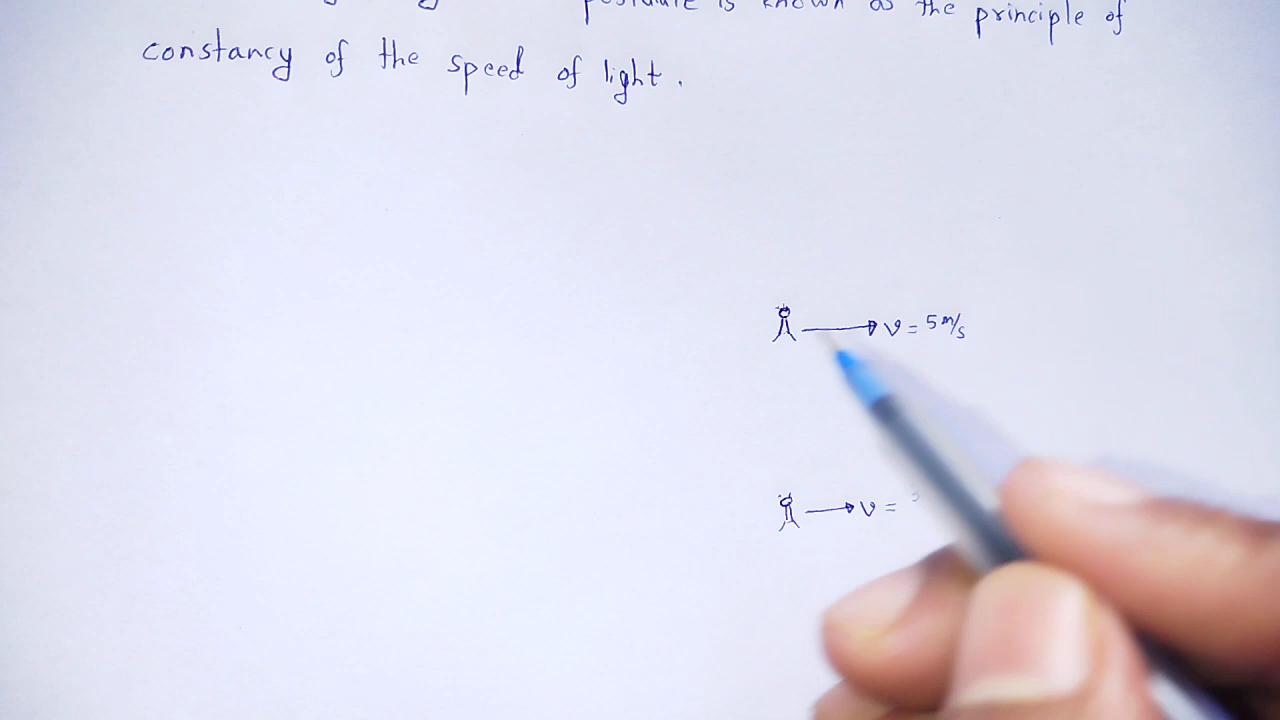 postulate is known as the principle of
constancy of the speed of light.
v = 5 m/s
v =